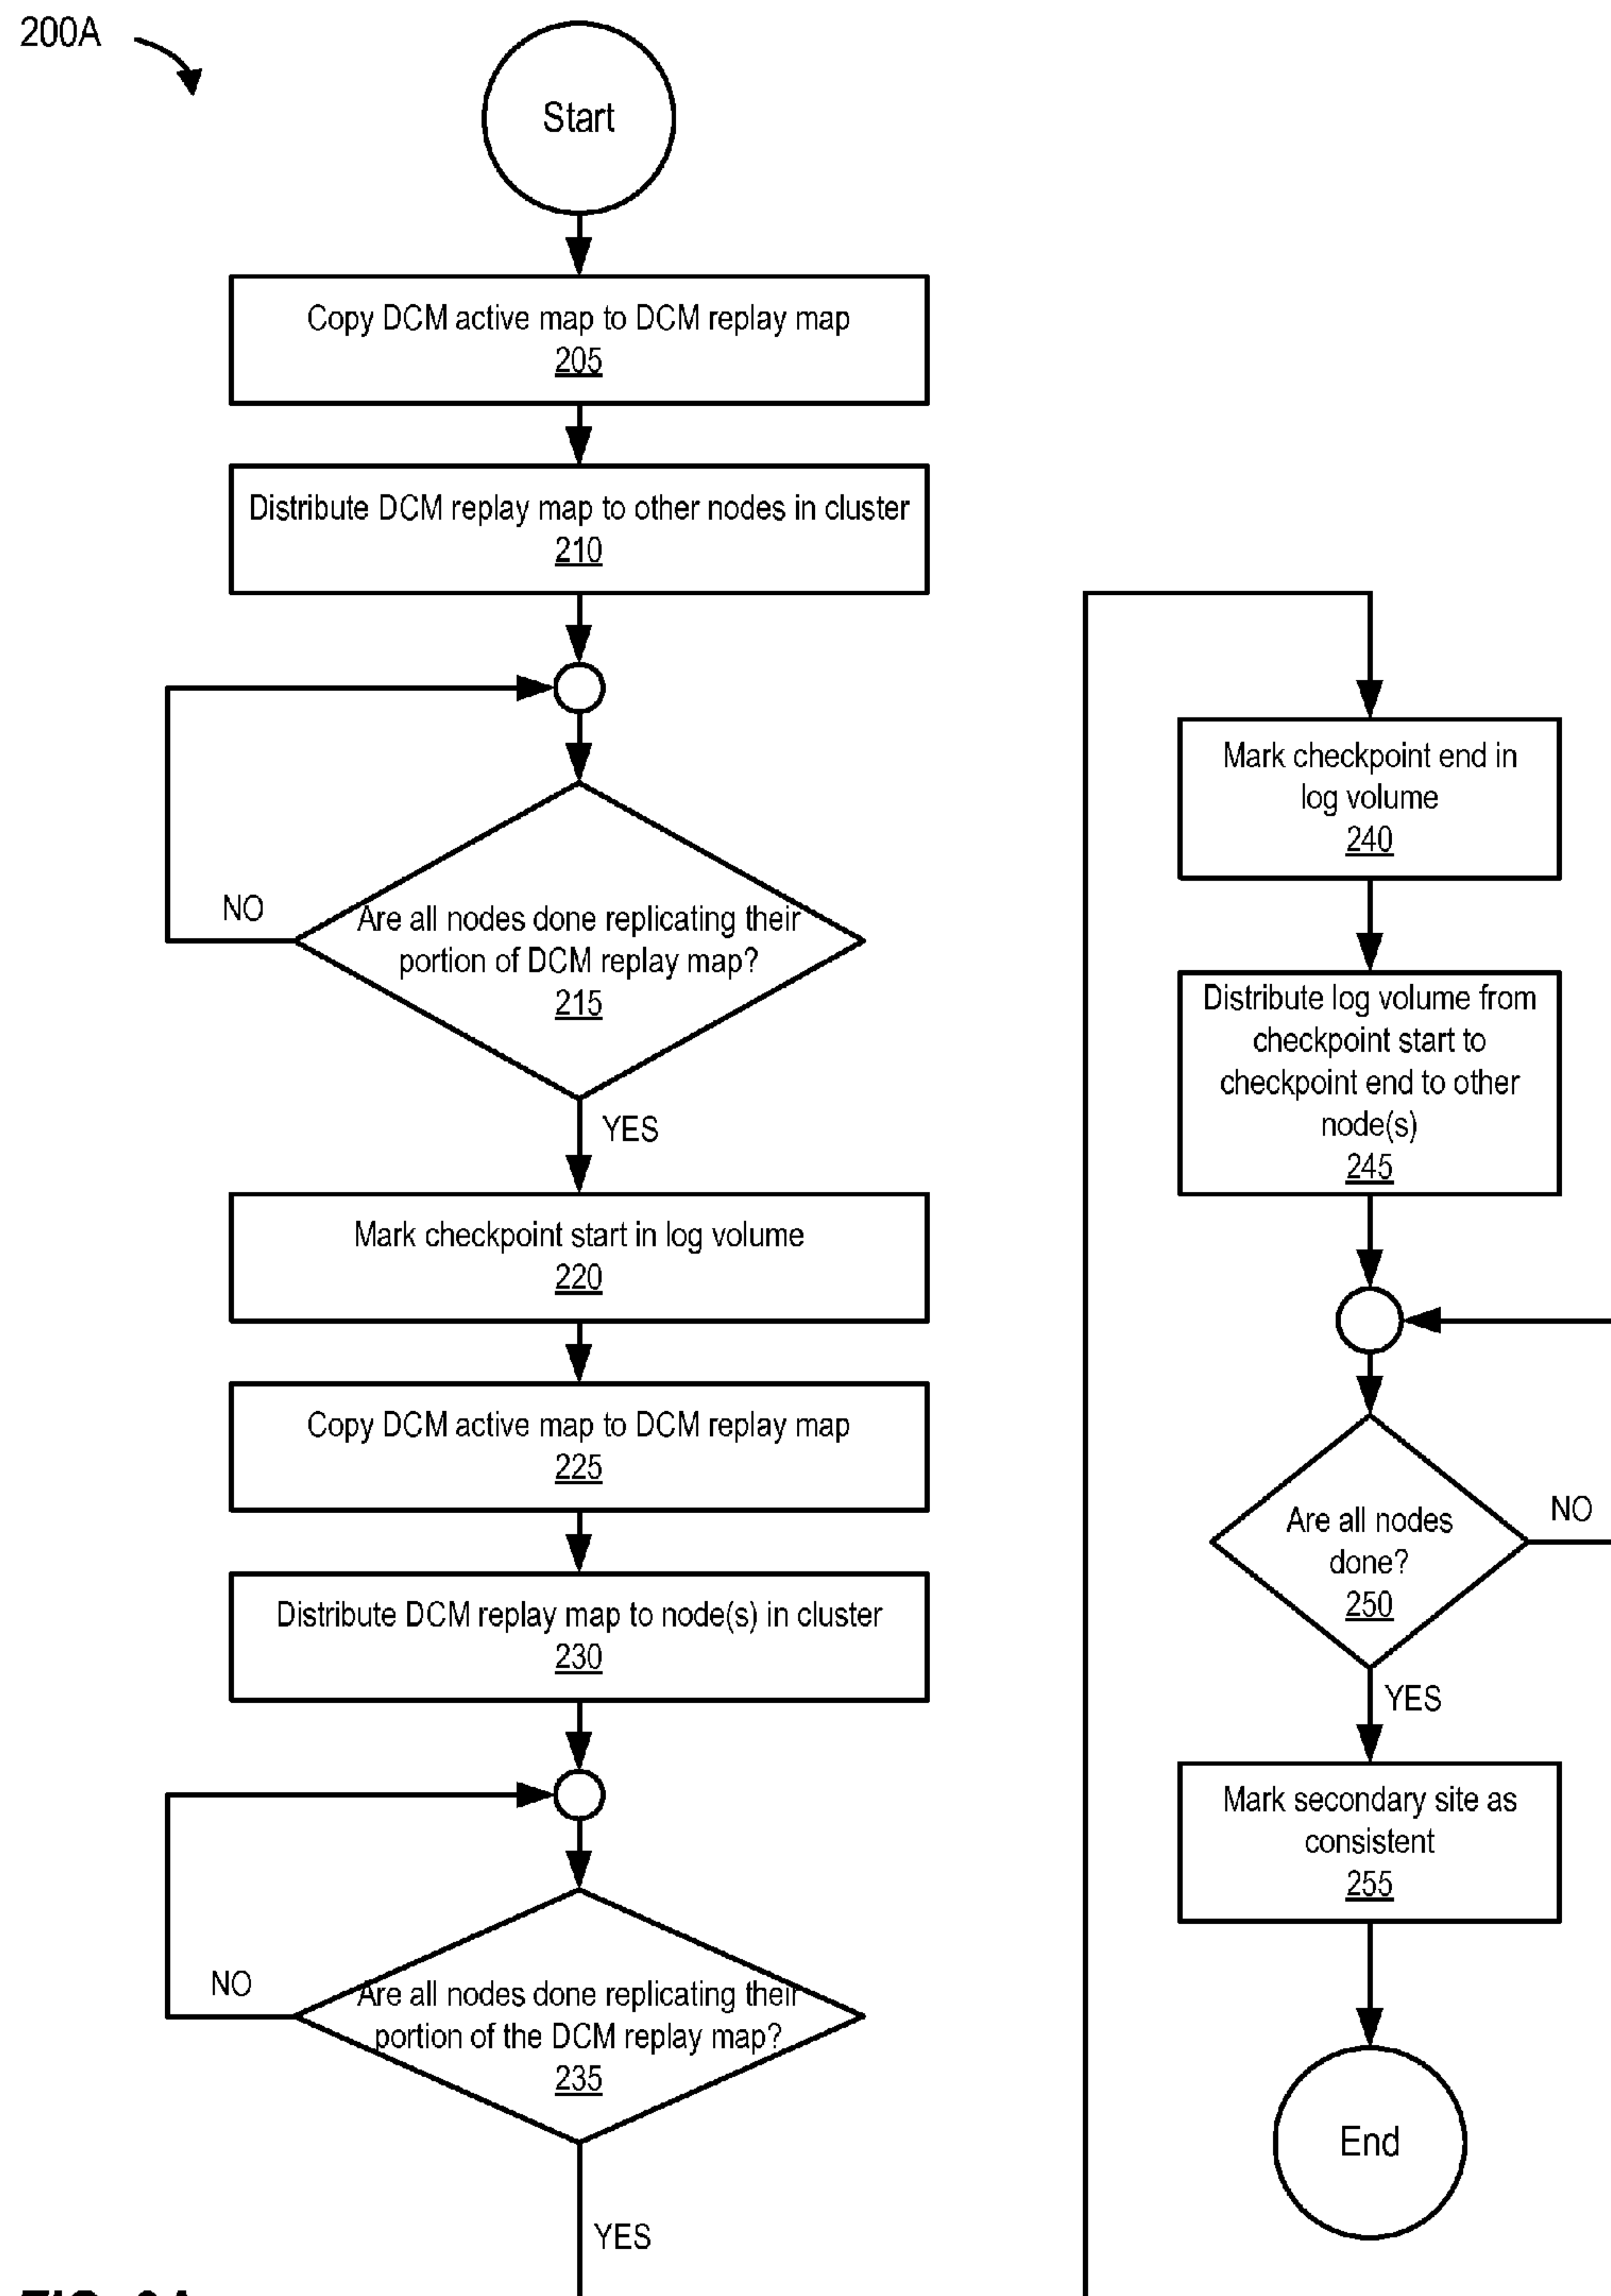 200A
Start
Copy DCM active map to DCM replay map
205
Distribute DCM replay map to other nodes in cluster
210
NO
Are all nodes done replicating their
portion of DCM replay map?
215
YES
Mark checkpoint start in log volume
220
Copy DCM active map to DCM replay map
225
Distribute DCM replay map to node(s) in cluster
230
NO
Are all nodes done replicating their
portion of the DCM replay map?
235
YES
Mark checkpoint end in
log volume
240
Distribute log volume from
checkpoint start to
checkpoint end to other
node(s)
245
Are all nodes
done?
250
NO
YES
Mark secondary site as
consistent
255
End